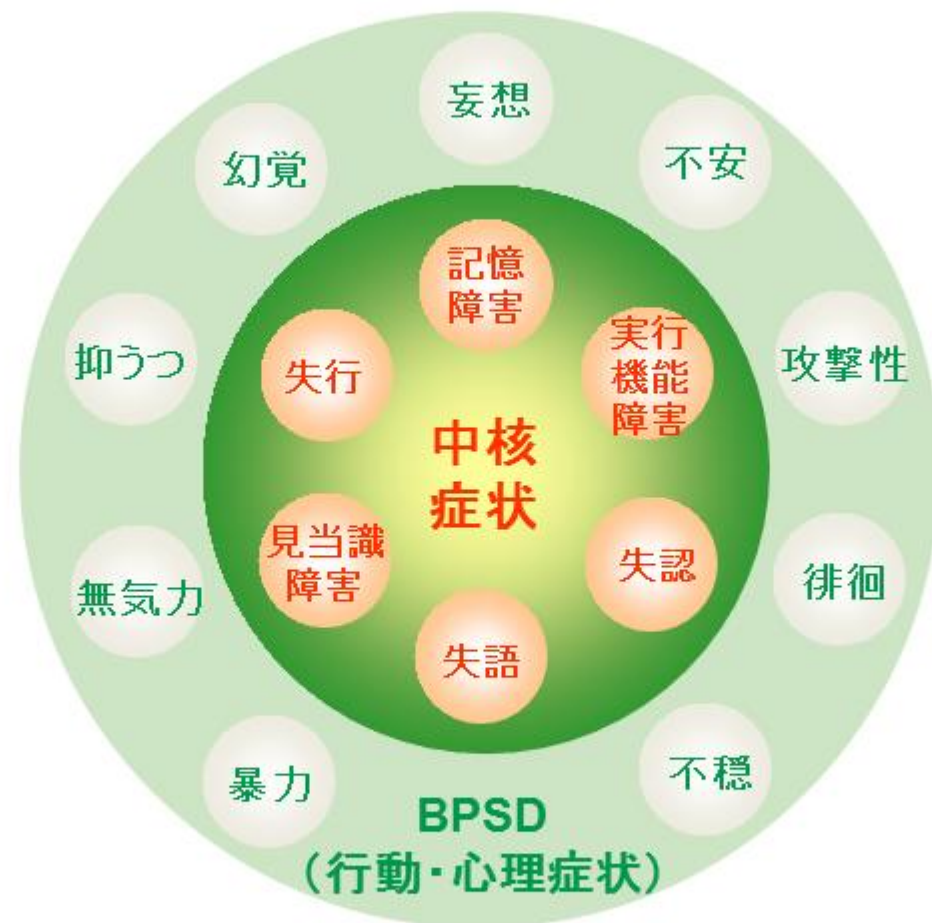 妄想
幻覚
不安
記憶
障害
実行
機能
障害
失行
抑うつ
攻撃性
中核
症状
見当識
障害
失認
無気力
徘徊
失語
暴力
不穏
BPSD
（行動・心理症状）